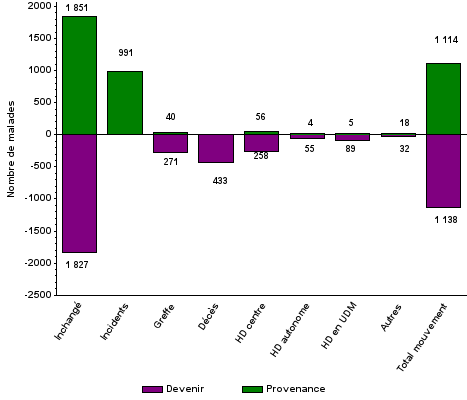 2000
1500
1000
500
0
-500
-1000
-1500
-2000
-2500
Nombre de malades
1 851
991
40
56
4
5
18
1 114
1 827
271
433
258
55
89
32
1 138
Inchangé
Incidents
Greffe
Décès
HD centre
HD autonome
HD en UDM
Autres
Total mouvement
Devenir
Provenance